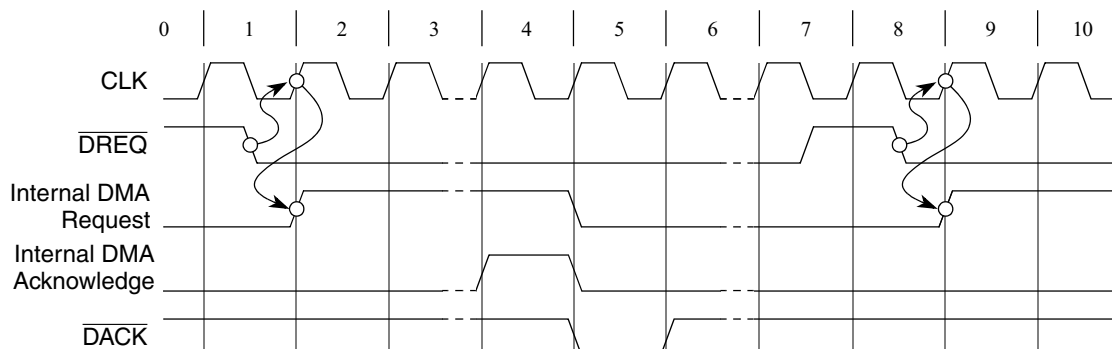 0 1 2 3 4 5 6 7 8 9 10
CLK
DREQ
Internal DMA
Request
Internal DMA
Acknowledge
DACK